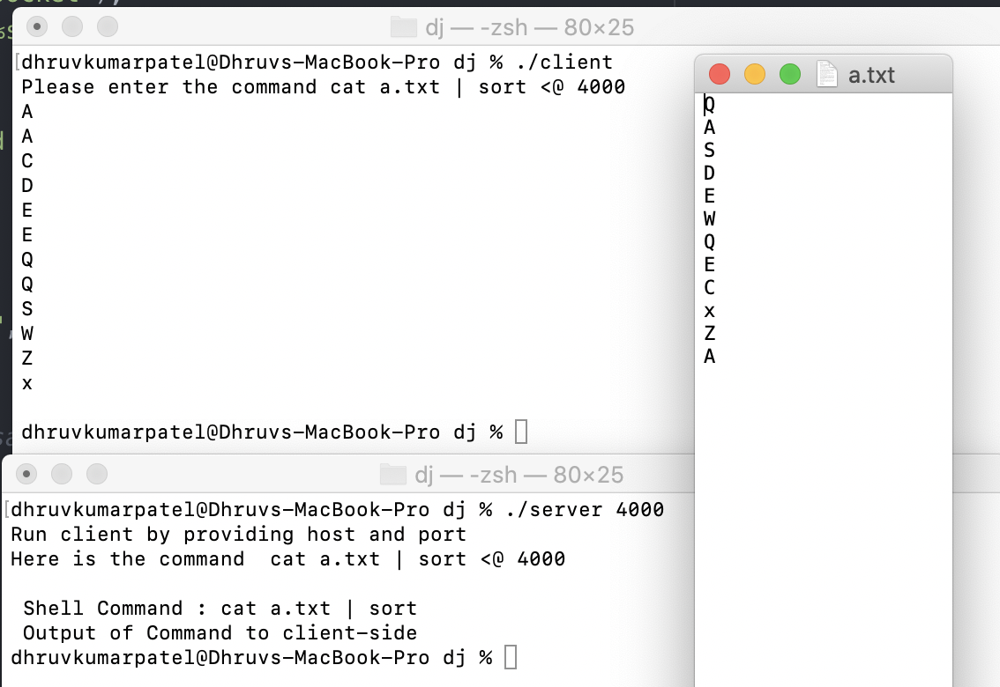 ocket
dj — -zsh — 80×25
[dhruvkumarpatel@Dhruvs-MacBook-Pro dj % ./client
Please enter the command cat a.txt | sort <@ 4000
A
A
C
D
E
E
Q
Q
S
W
Z
x
dhruvkumarpatel@Dhruvs-MacBook-Pro dj %
a.txt
Q
A
S
D
E
W
Q
E
C
x
Z
A
dj — -zsh — 80×25
[dhruvkumarpatel@Dhruvs-MacBook-Pro dj % ./server 4000
Run client by providing host and port
Here is the command  cat a.txt | sort <@ 4000
Shell Command : cat a.txt | sort
Output of Command to client-side
dhruvkumarpatel@Dhruvs-MacBook-Pro dj %